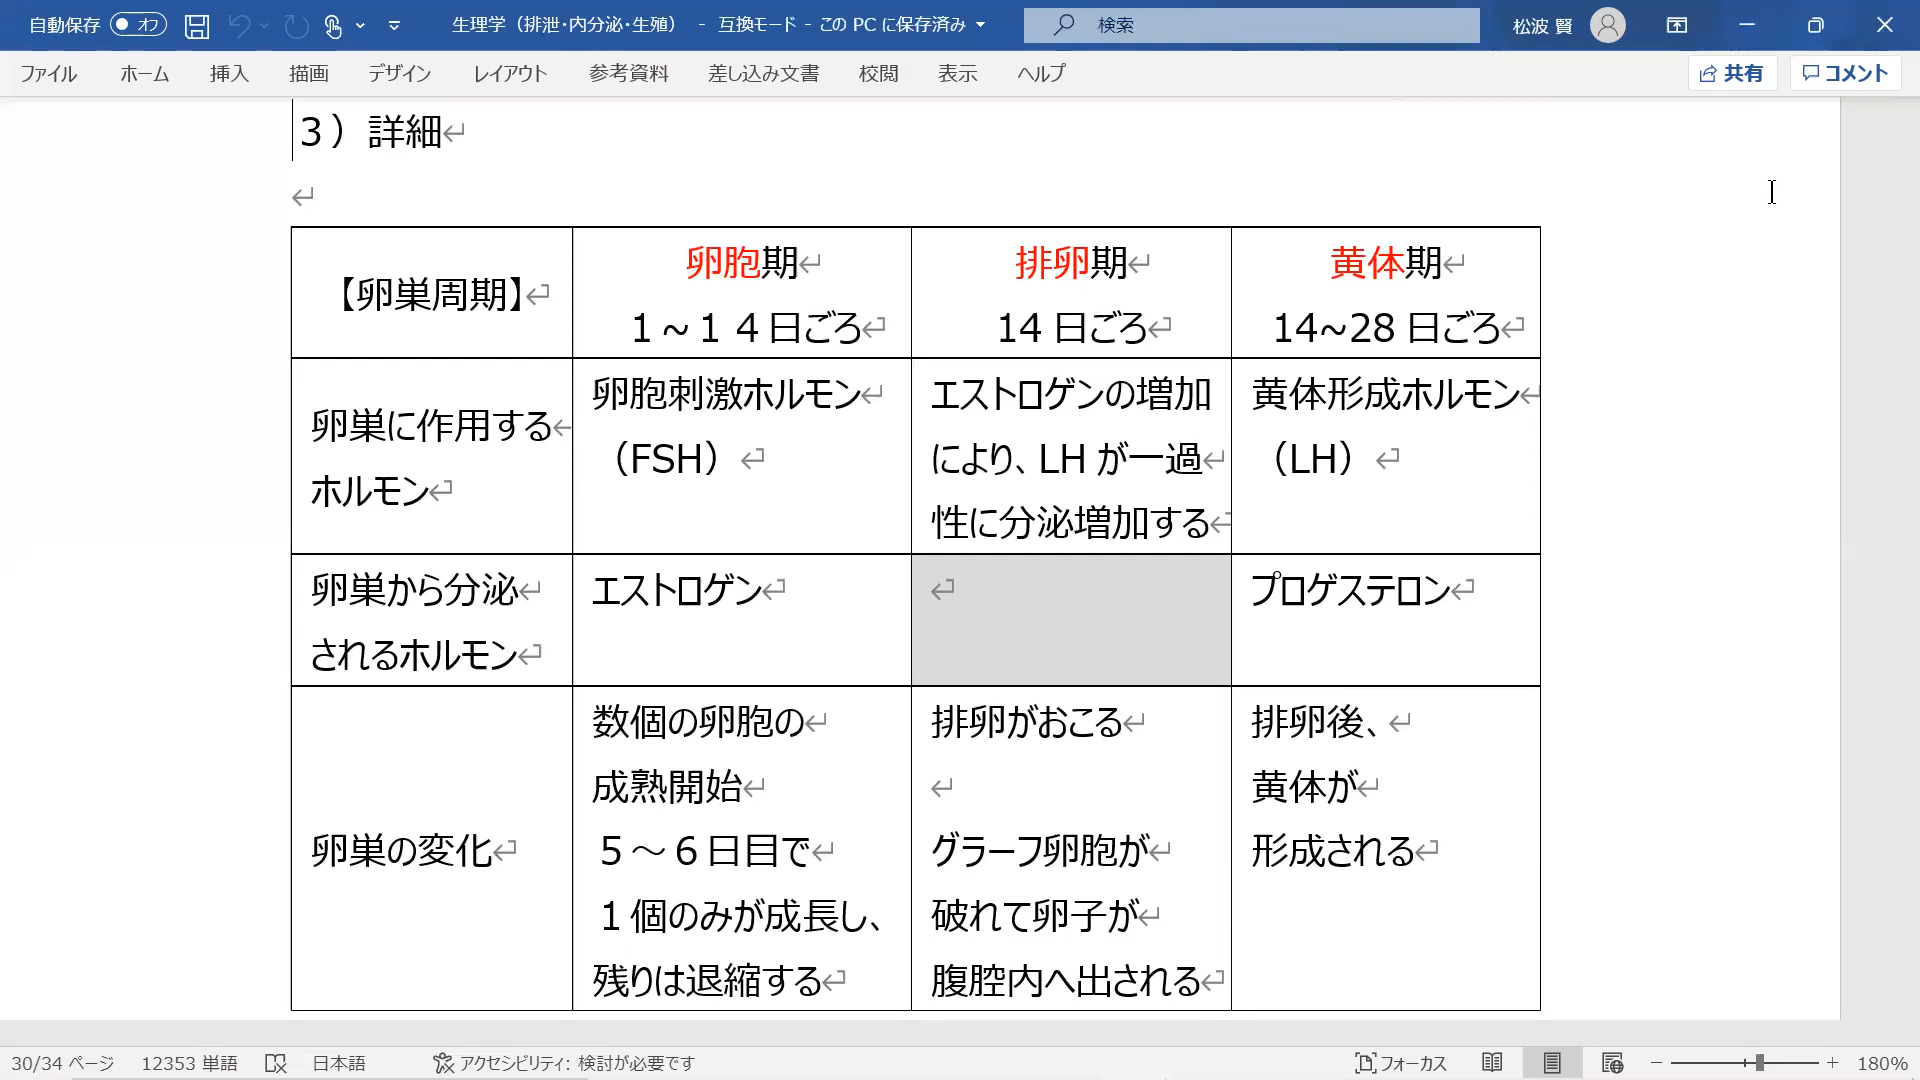 自動保存 オフ 生理学（排泄･内分泌･生殖） - 互換モード - この PC に保存済み 検索 松波 賢
ファイル ホーム 挿入 描画 デザイン レイアウト 参考資料 差し込み文書 校閲 表示 ヘルプ 共有 コメント
３）詳細
【卵巣周期】
卵胞期
１~１４日ごろ
排卵期
14 日ごろ
黄体期
14~28 日ごろ
卵巣に作用する
ホルモン
卵胞刺激ホルモン
（FSH）
エストロゲンの増加
により、LH が一過
性に分泌増加する
黄体形成ホルモン
（LH）
卵巣から分泌
されるホルモン
エストロゲン
プロゲステロン
卵巣の変化
数個の卵胞の
成熟開始
５～６日目で
１個のみが成長し、
残りは退縮する
排卵がおこる
グラーフ卵胞が
破れて卵子が
腹腔内へ出される
排卵後、
黄体が
形成される
30/34 ページ 12353 単語 日本語 アクセシビリティ: 検討が必要です フォーカス 180%